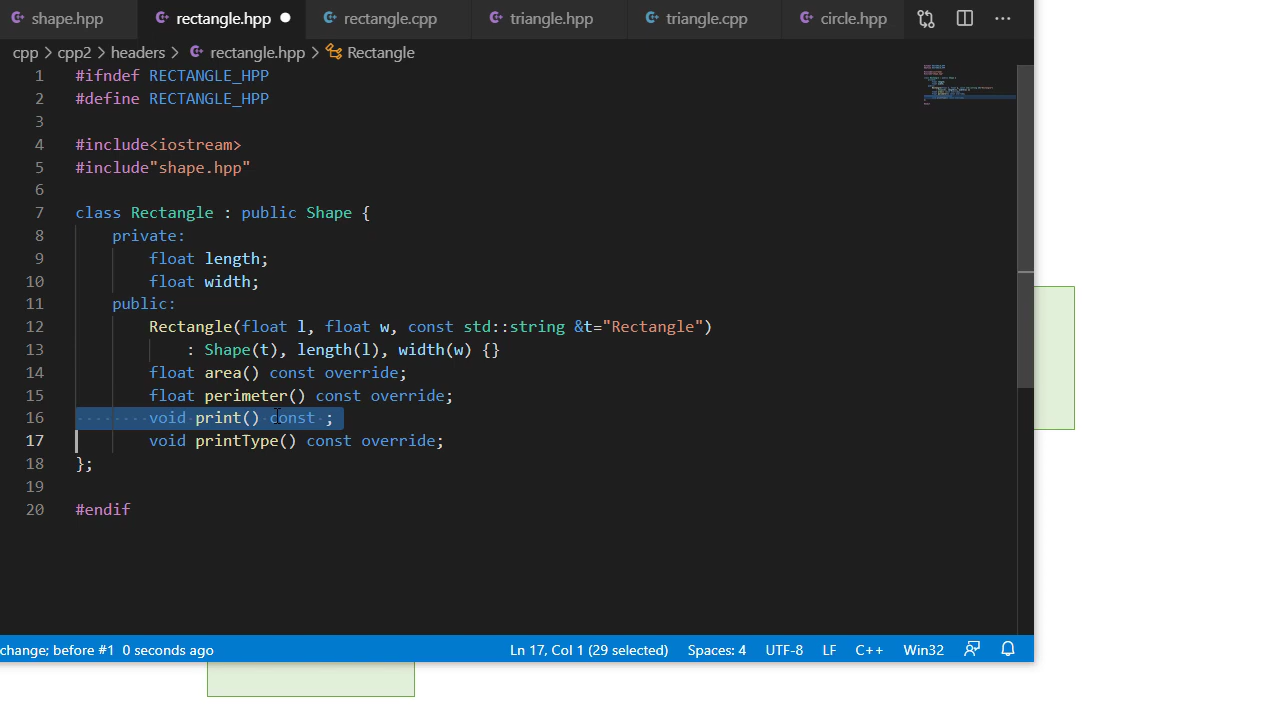 shape.hpp rectangle.hpp rectangle.cpp triangle.hpp triangle.cpp circle.hpp
cpp > cpp2 > headers > rectangle.hpp > Rectangle
1 #ifndef RECTANGLE_HPP
2 #define RECTANGLE_HPP
3
4 #include<iostream>
5 #include"shape.hpp"
6
7 class Rectangle : public Shape {
8 private:
9 float length;
10 float width;
11 public:
12 Rectangle(float l, float w, const std::string &t="Rectangle")
13 : Shape(t), length(l), width(w) {}
14 float area() const override;
15 float perimeter() const override;
16 void print() const ;
17 void printType() const override;
18 };
19
20 #endif
change; before #1 0 seconds ago Ln 17, Col 1 (29 selected) Spaces: 4 UTF-8 LF C++ Win32